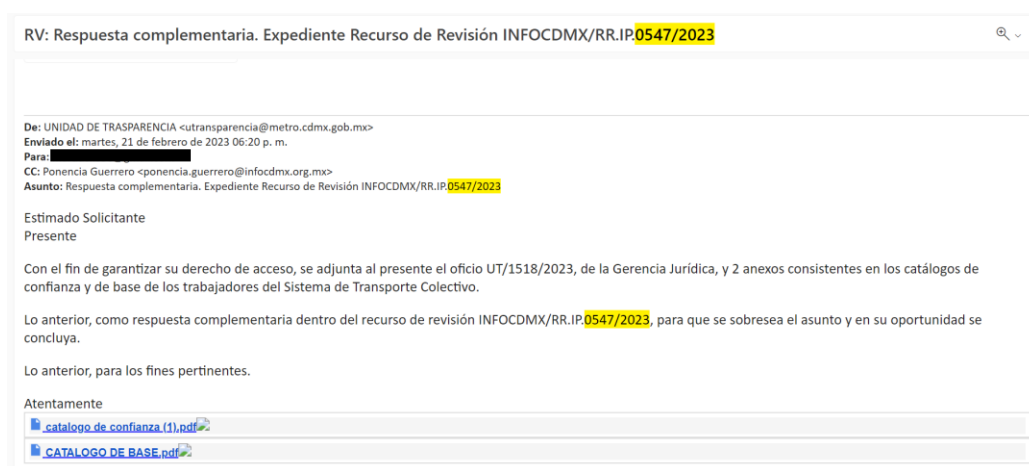 RV: Respuesta complementaria. Expediente Recurso de Revisión INFOCDMX/RR.IP.0547/2023
De: UNIDAD DE TRASPARENCIA <utransparencia@metro.cdmx.gob.mx>
Enviado el: martes, 21 de febrero de 2023 06:20 p. m.
Para:
CC: Ponencia Guerrero <ponencia.guerrero@infocdmx.org.mx>
Asunto: Respuesta complementaria. Expediente Recurso de Revisión INFOCDMX/RR.IP.0547/2023
Estimado Solicitante
Presente
Con el fin de garantizar su derecho de acceso, se adjunta al presente el oficio UT/1518/2023, de la Gerencia Jurídica, y 2 anexos consistentes en los catálogos de
confianza y de base de los trabajadores del Sistema de Transporte Colectivo.
Lo anterior, como respuesta complementaria dentro del recurso de revisión INFOCDMX/RR.IP.0547/2023, para que se sobresea el asunto y en su oportunidad se
concluya.
Lo anterior, para los fines pertinentes.
Atentamente
catalogo de confianza (1).pdf
CATALOGO DE BASE.pdf